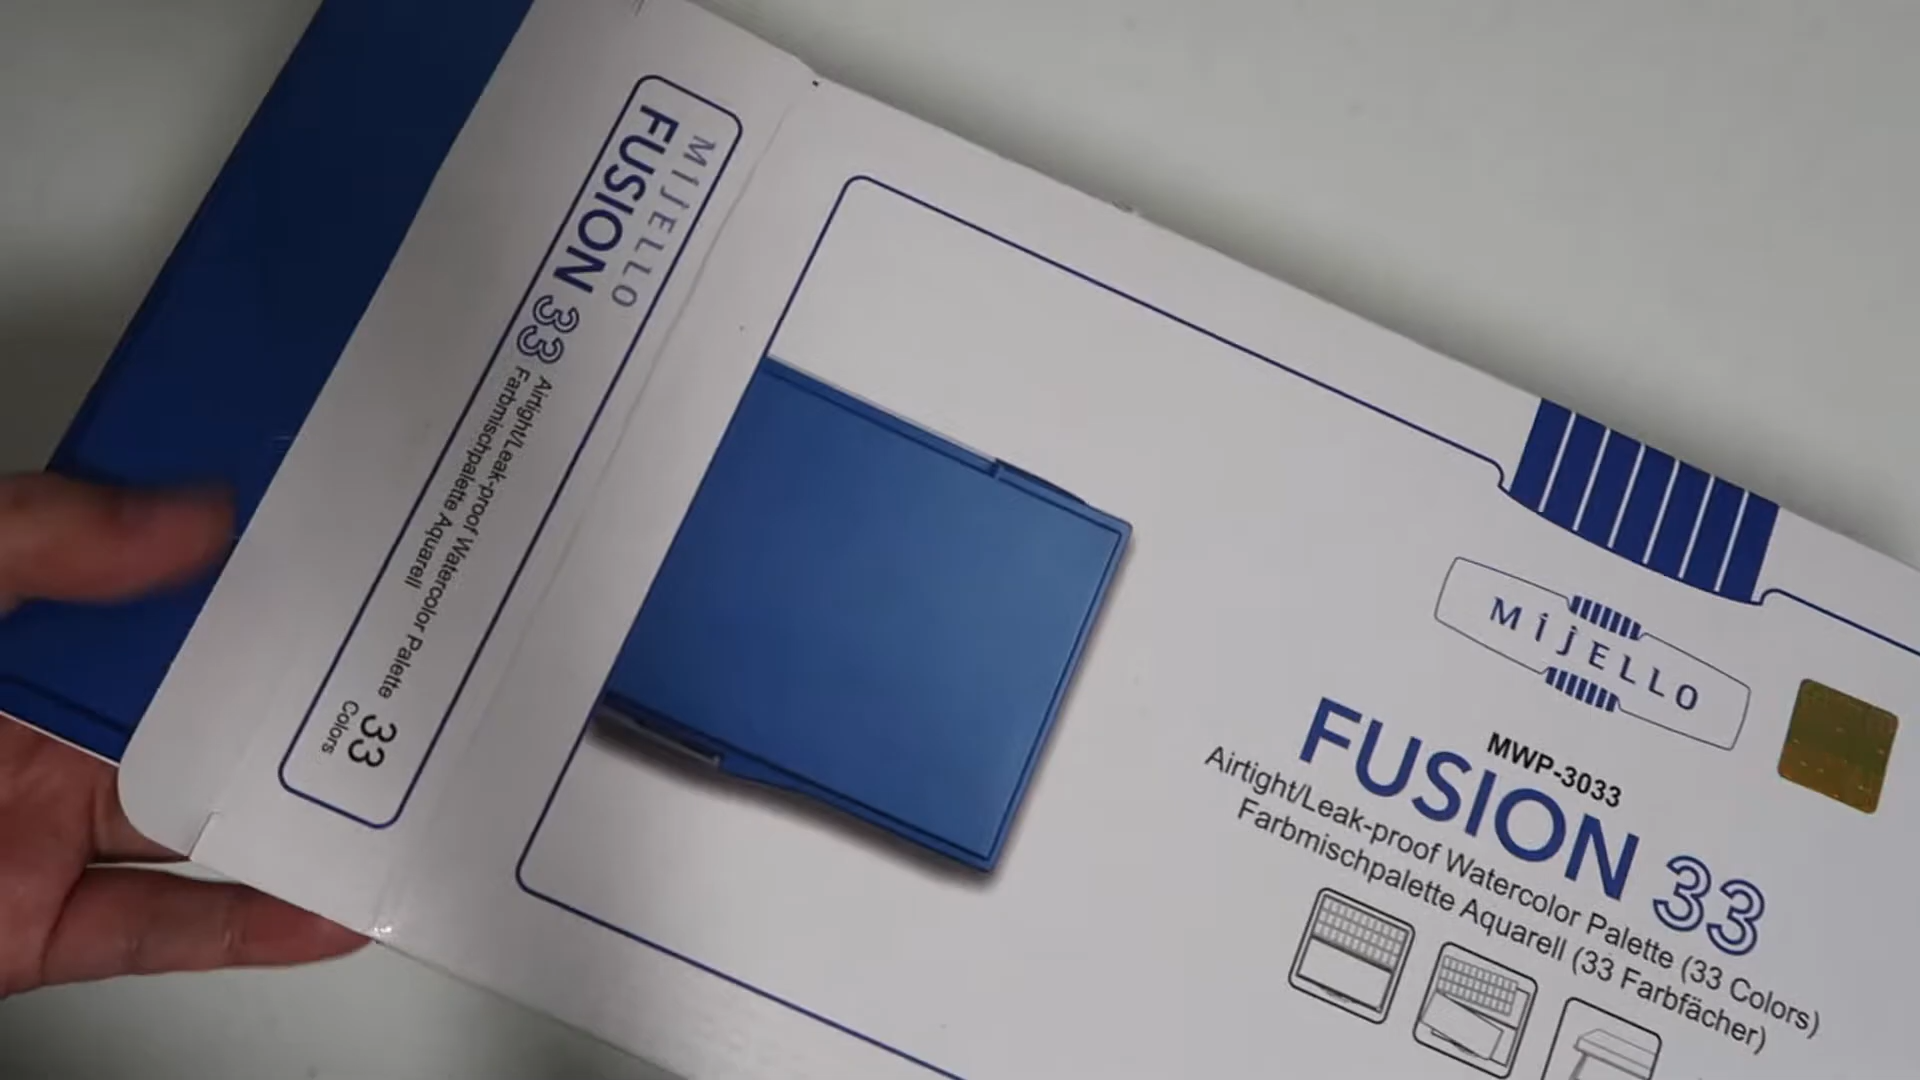 MIJELLO
FUSION 33
Airtight/Leak-proof Watercolor Palette
Farbmischpalette Aquarell
33
Colors
MIJELLO
MWP-3033
FUSION 33
Airtight/Leak-proof Watercolor Palette (33 Colors)
Farbmischpalette Aquarell (33 Farbfächer)